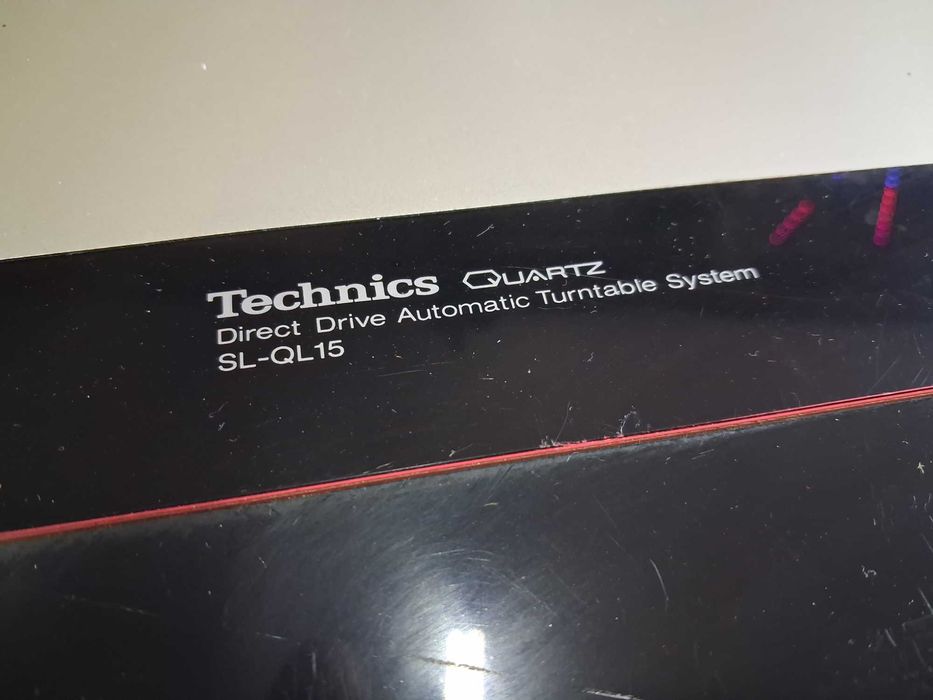 Technics QUARTZ
Direct Drive Automatic Turntable System
SL-QL15